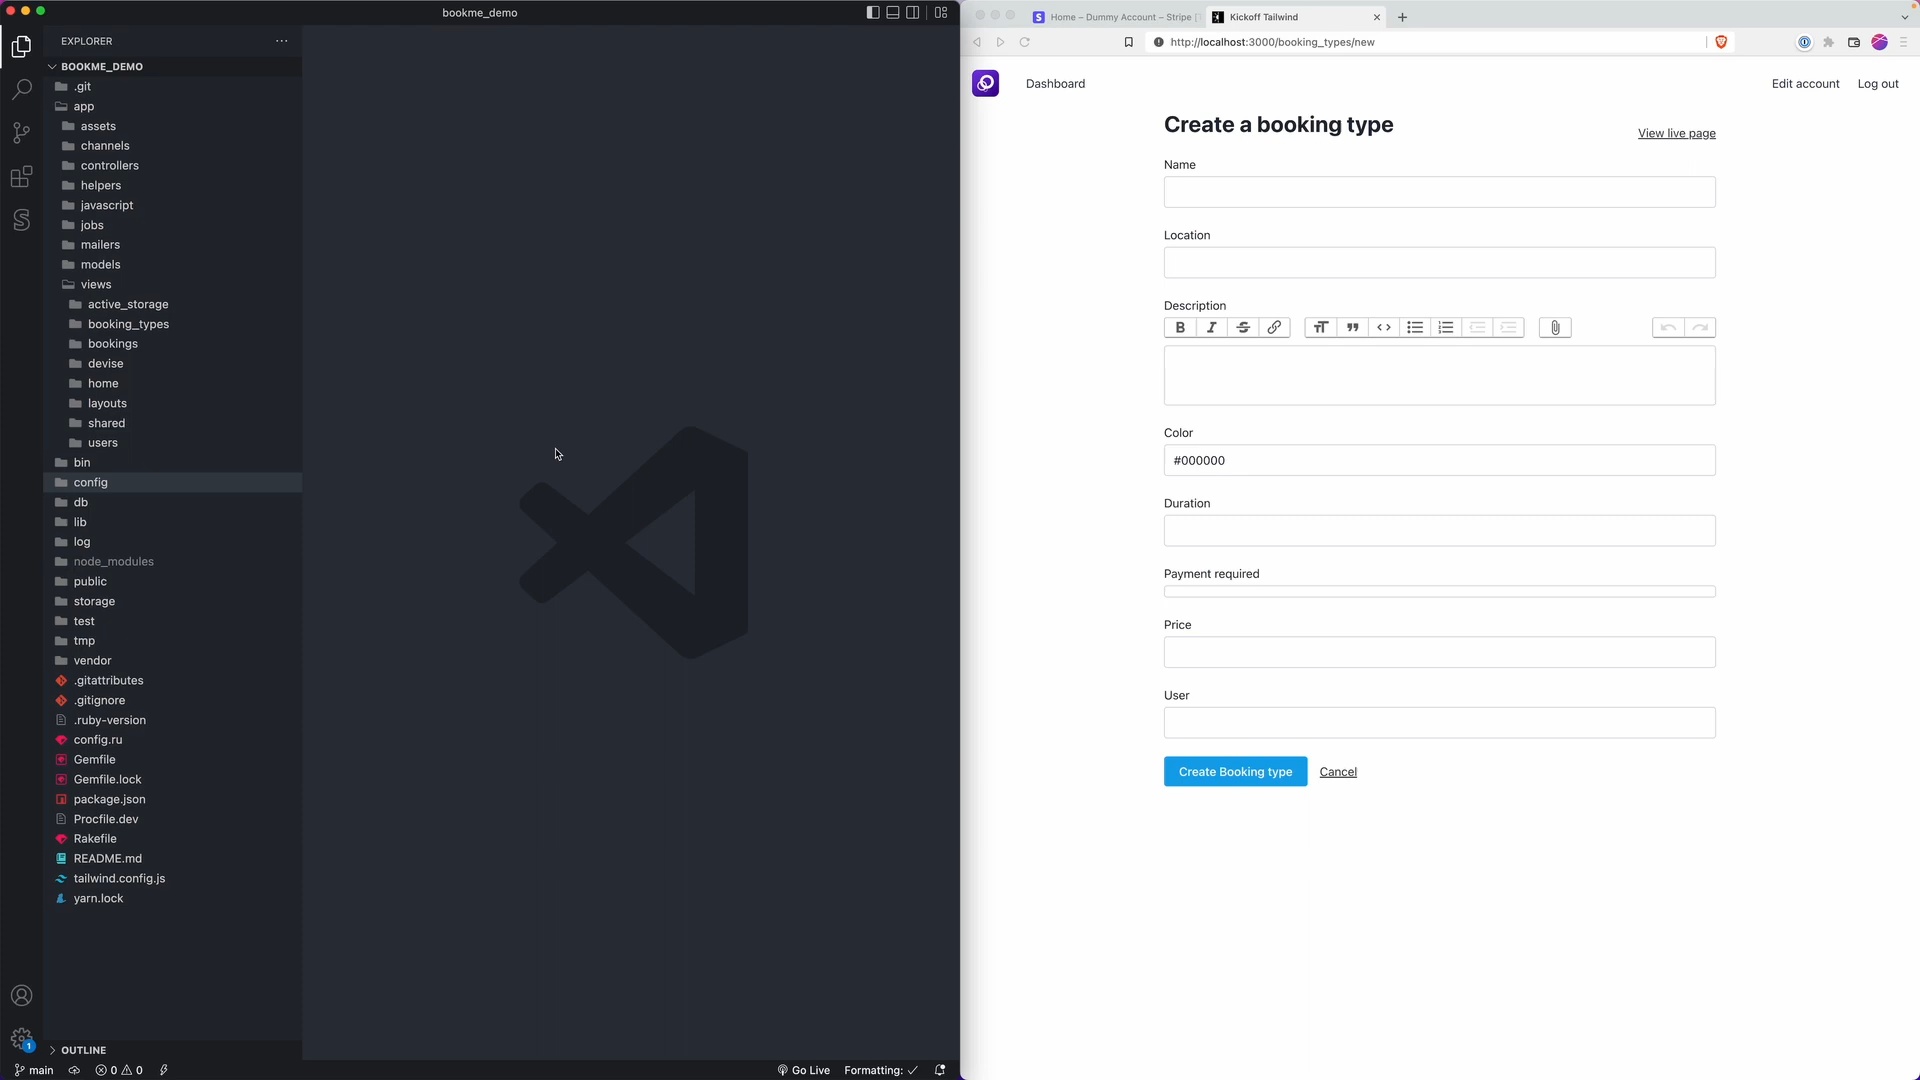 bookme_demo
EXPLORER
BOOKME_DEMO
.git
app
assets
channels
controllers
helpers
javascript
jobs
mailers
models
views
active_storage
booking_types
bookings
devise
home
layouts
shared
users
bin
config
db
lib
log
node_modules
public
storage
test
tmp
vendor
.gitattributes
.gitignore
.ruby-version
config.ru
Gemfile
Gemfile.lock
package.json
Procfile.dev
Rakefile
README.md
tailwind.config.js
yarn.lock
1
OUTLINE
main 0 0 Go Live Formatting:
Home – Dummy Account – Stripe [ Kickoff Tailwind
http://localhost:3000/booking_types/new
Dashboard Edit account Log out
Create a booking type
View live page
Name
Location
Description
Color
#000000
Duration
Payment required
Price
User
Create Booking type Cancel